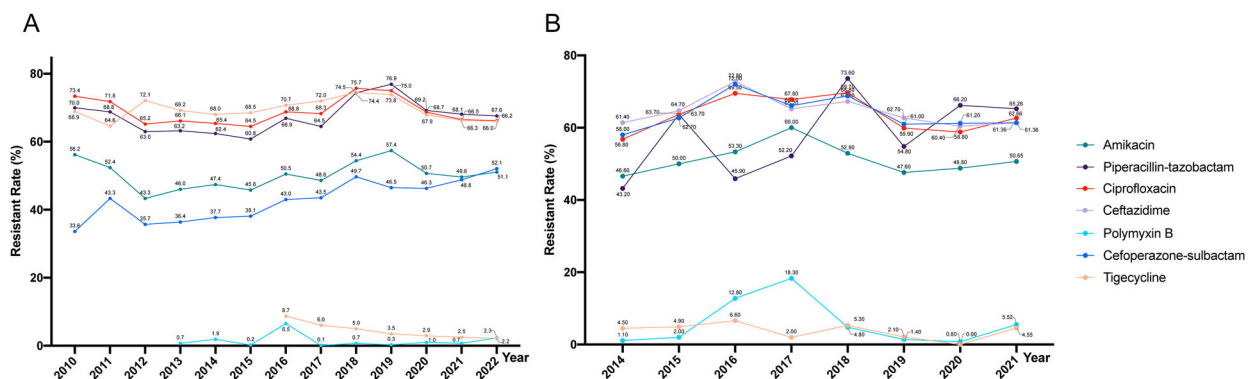 A
Resistant Rate (%)
80
60
40
20
0
73.4 71.8 65.2 66.1 65.4 64.5 68.8 68.3 75.7 75.0 69.2 66.5 66.2
70.0 68.8 63.0 63.2 62.4 60.8 66.9 64.5 74.5 76.9 68.7 68.1 67.6
68.9 64.6 72.1 69.2 68.0 68.5 70.7 72.0 74.4 73.8 67.9 66.3 66.0
56.2 52.4 43.3 46.0 47.4 45.8 50.5 48.6 54.4 57.4 50.7 49.6 51.1
33.6 43.3 35.7 36.4 37.7 38.1 43.0 43.5 49.7 46.5 46.3 48.8 52.1
8.7 6.0 5.0 3.5 2.9 2.5 2.2
0.7 1.9 0.2 6.5 0.1 0.7 0.3 1.0 0.7 2.3
2010 2011 2012 2013 2014 2015 2016 2017 2018 2019 2020 2021 2022 Year
B
Resistant Rate (%)
80
60
40
20
0
61.40 64.70 72.80 62.70 60.40 61.36
58.00 62.70 72.00 61.00 61.20 61.36
56.80 63.70 69.50 67.80 59.90 58.80 62.86
43.20 63.70 45.90 52.20 73.60 54.80 66.20 65.26
46.60 50.00 53.30 60.00 52.90 47.60 48.80 50.65
4.50 4.90 6.60 2.00 5.30 2.10 0.00 4.55
1.10 2.00 12.80 18.30 4.80 1.40 0.80 5.52
2014 2015 2016 2017 2018 2019 2020 2021 Year
Amikacin
Piperacillin-tazobactam
Ciprofloxacin
Ceftazidime
Polymyxin B
Cefoperazone-sulbactam
Tigecycline